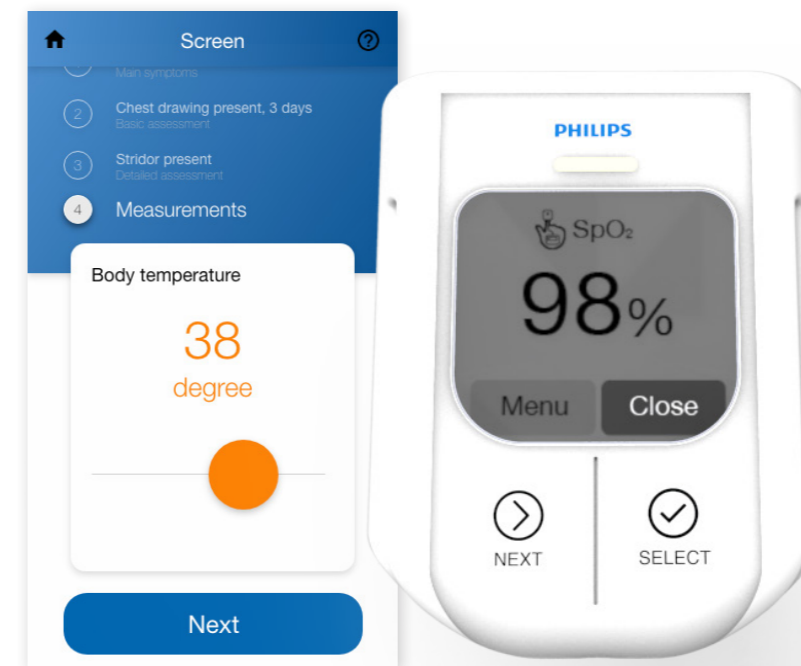 Screen
Main symptoms
2
Chest drawing present, 3 days
Basic assessment
3
Stridor present
Detailed assessment
4
Measurements
Body temperature
38
degree
Next
PHILIPS
SpO₂
98%
Menu
Close
NEXT
SELECT